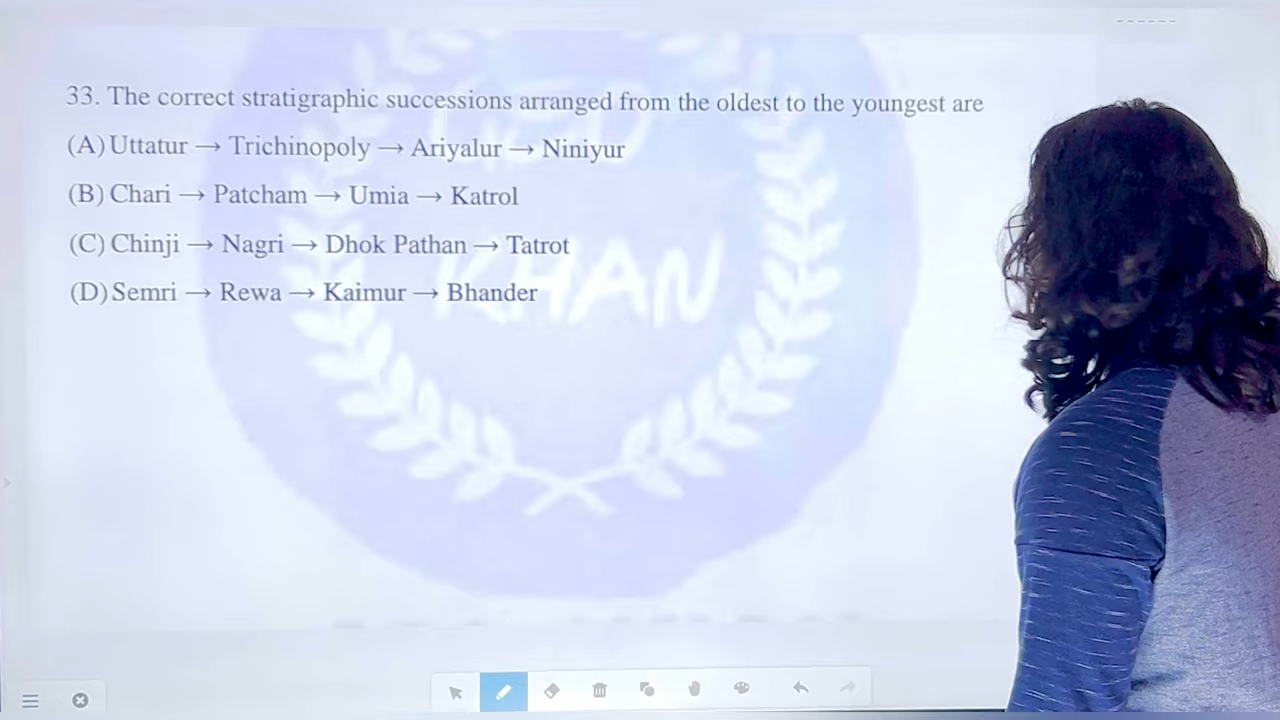 33. The correct stratigraphic successions arranged from the oldest to the youngest are
(A) Uttatur → Trichinopoly → Ariyalur → Niniyur
(B) Chari → Patcham → Umia → Katrol
(C) Chinji → Nagri → Dhok Pathan → Tatrot
(D) Semri → Rewa → Kaimur → Bhander
KHAN